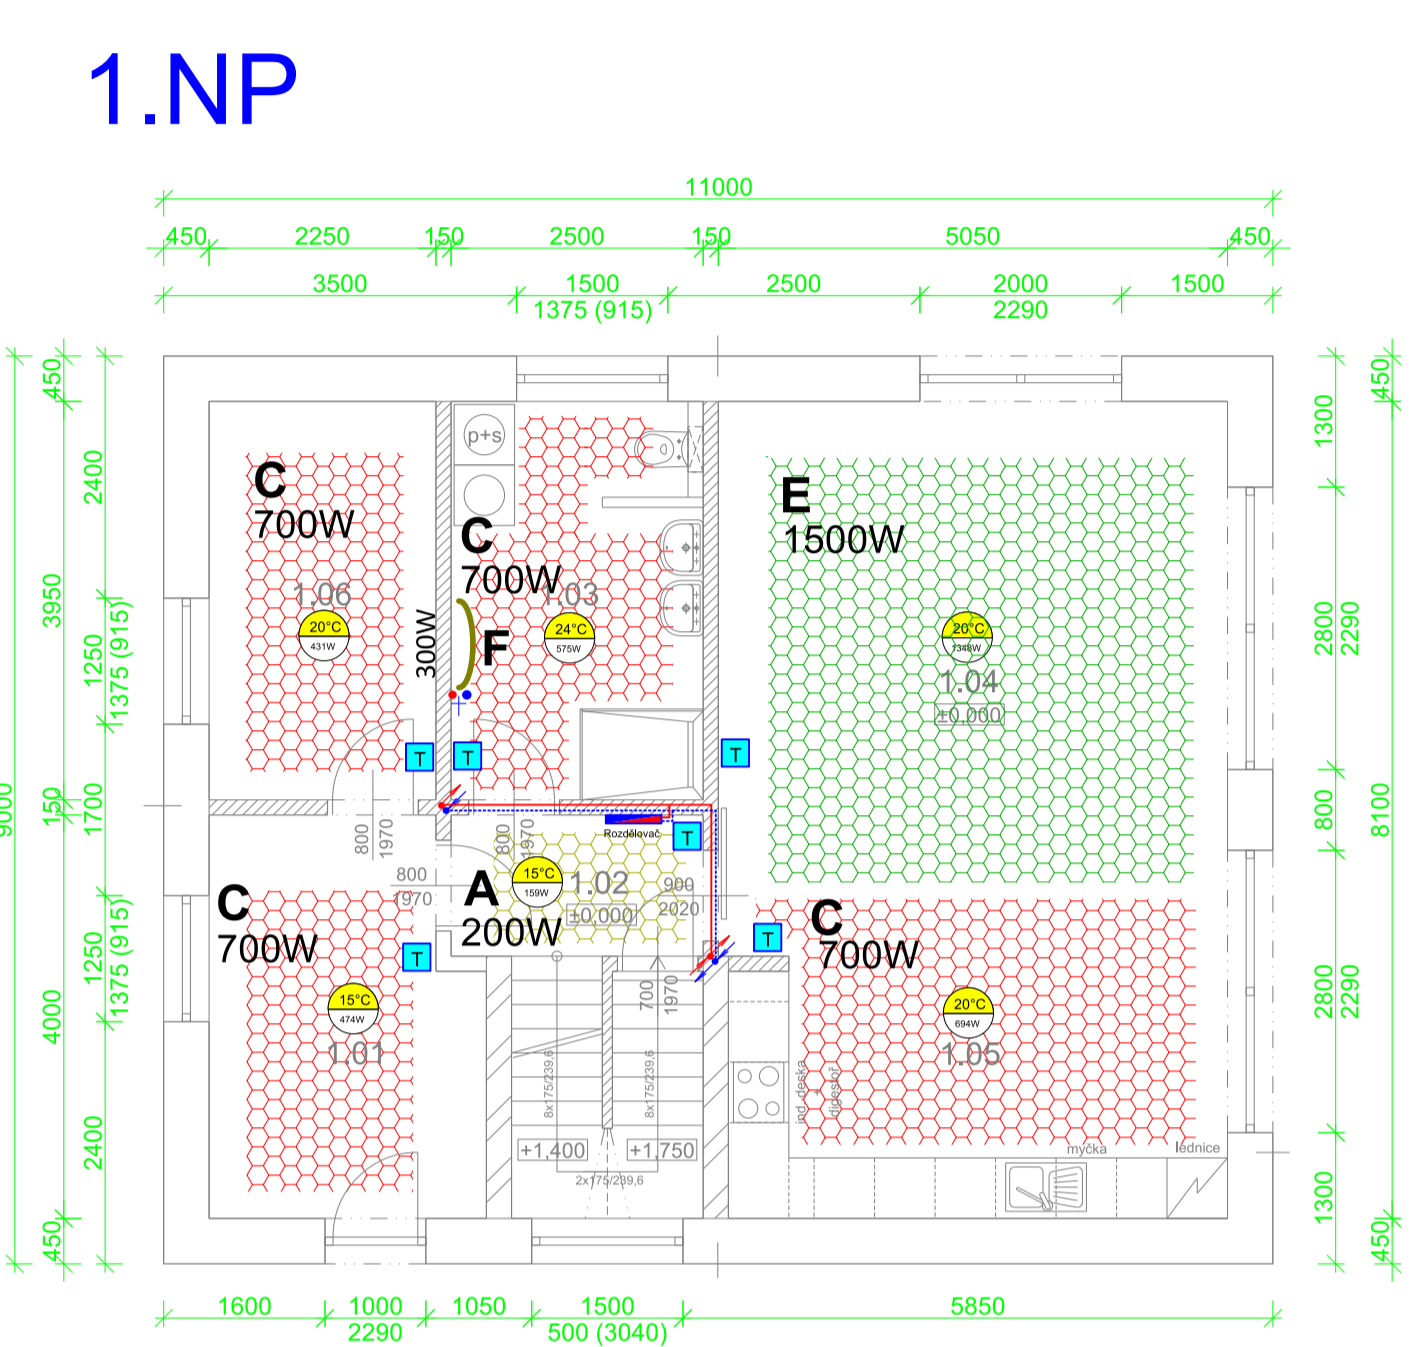 1.NP
11000
450
2250
150
2500
150
5050
450
3500
1500
2500
2000
1500
1375 (915)
2290
450
3950
150
4000
450
2400
1250
1375 (915)
1700
1250
1375 (915)
2400
1300
2800
2290
800
2800
2290
1300
450
8100
450
p+s
C
700W
1.06
20°C
431W
C
700W
1.03
24°C
575W
300W
F
E
1500W
20°C
1348W
1.04
±0,000
T
T
T
800
1970
800
1970
Rozdělovač
T
800
1970
A
200W
15°C
159W
1.02
±0,000
900
2020
C
700W
T
15°C
474W
1.01
T
C
700W
20°C
694W
1.05
700
1970
8x175/239,6
8x175/239,6
+1,400
+1,750
2x175/239,6
ind. deska
+
digestoř
myčka
lednice
1600
1000
1050
1500
5850
2290
500 (3040)